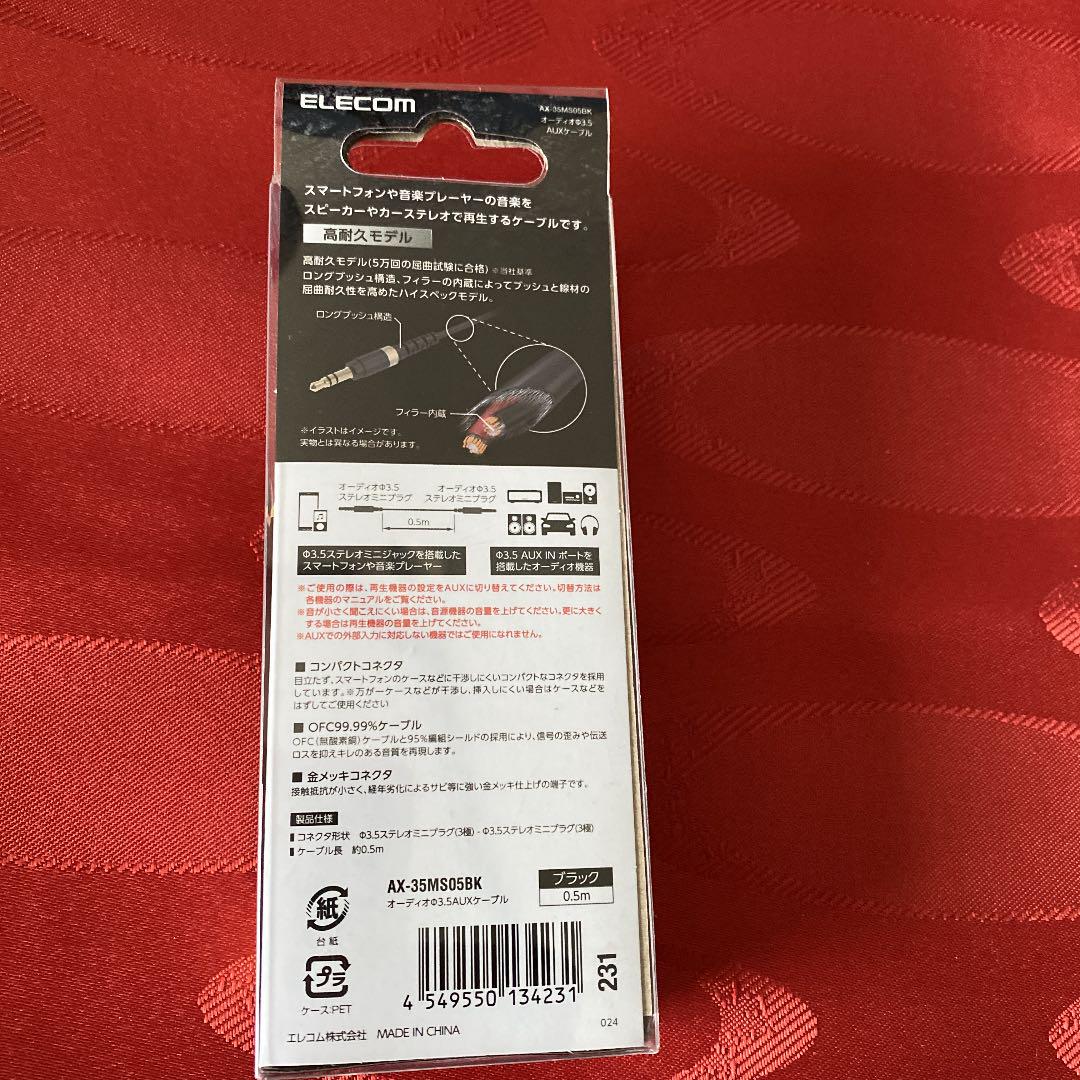 ELECOM
AX-35MS05BK
オーディオΦ3.5
AUXケーブル
スマートフォンや音楽プレーヤーの音楽を
スピーカーやカーステレオで再生するケーブルです。
高耐久モデル
高耐久モデル(5万回の屈曲試験に合格) ※当社基準
ロングブッシュ構造、フィラーの内蔵によってブッシュと線材の
屈曲耐久性を高めたハイスペックモデル。
ロングブッシュ構造
フィラー内蔵
※イラストはイメージです。
実物とは異なる場合があります。
オーディオΦ3.5 オーディオΦ3.5
ステレオミニプラグ ステレオミニプラグ
0.5m
Φ3.5ステレオミニジャックを搭載した
スマートフォンや音楽プレーヤー
Φ3.5 AUX IN ポートを
搭載したオーディオ機器
※ご使用の際は、再生機器の設定をAUXに切り替えてください。切替方法は
各機器のマニュアルをご覧ください。
※音が小さく聞こえにくい場合は、音源機器の音量を上げてください。更に大きく
する場合は再生機器の音量を上げてください。
※AUXでの外部入力に対応しない機器ではご使用になれません。
■ コンパクトコネクタ
目立たず、スマートフォンのケースなどに干渉しにくいコンパクトなコネクタを採用
しています。※万が一ケースなどが干渉し、挿入しにくい場合はケースなどを
はずしてご使用ください
■ OFC99.99%ケーブル
OFC(無酸素銅)ケーブルと95%編組シールドの採用により、信号の歪みや伝送
ロスを抑えキレのある音質を再現します。
■ 金メッキコネクタ
接触抵抗が小さく、経年劣化によるサビ等に強い金メッキ仕上げの端子です。
製品仕様
コネクタ形状 Φ3.5ステレオミニプラグ(3極) - Φ3.5ステレオミニプラグ(3極)
ケーブル長 約0.5m
AX-35MS05BK
オーディオΦ3.5AUXケーブル
ブラック
0.5m
紙
台紙
プラ
ケース:PET
4 549550 134231
231
エレコム株式会社 MADE IN CHINA
024